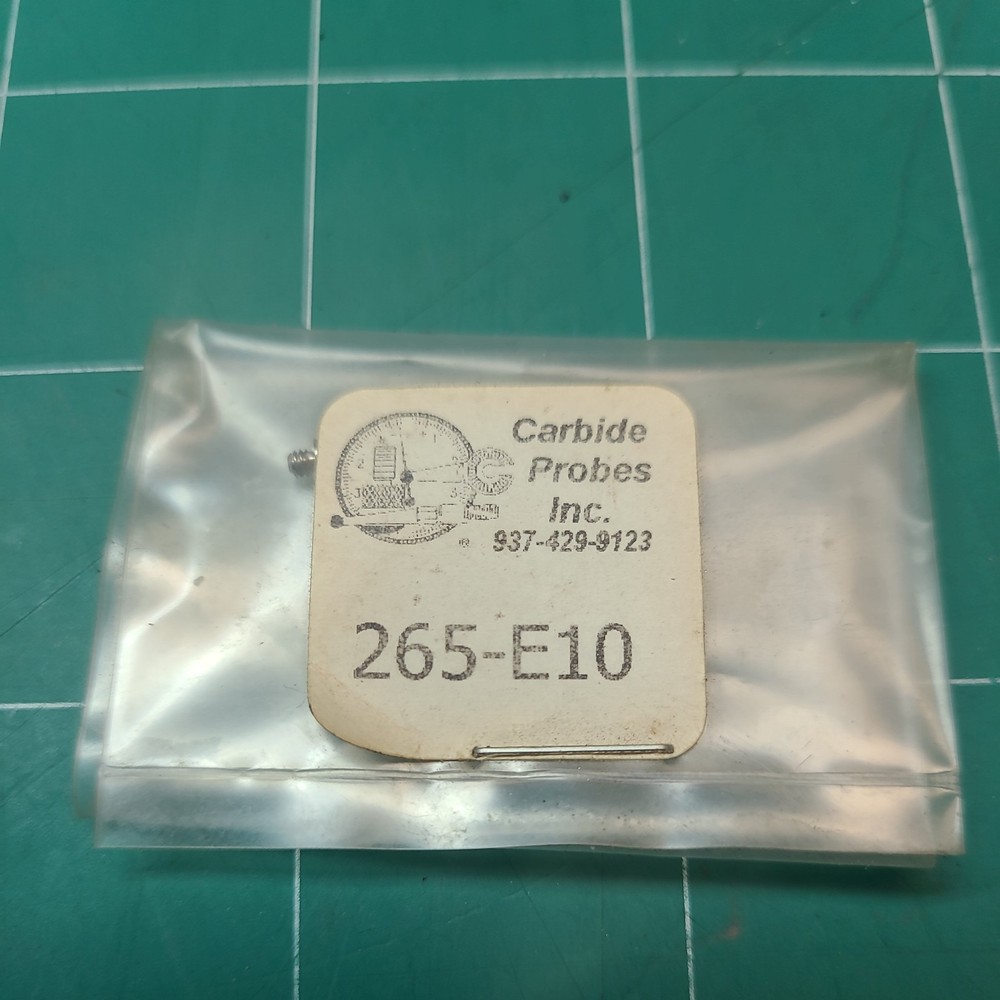 Carbide
Probes
Inc.
®
937-429-9123
265-E10